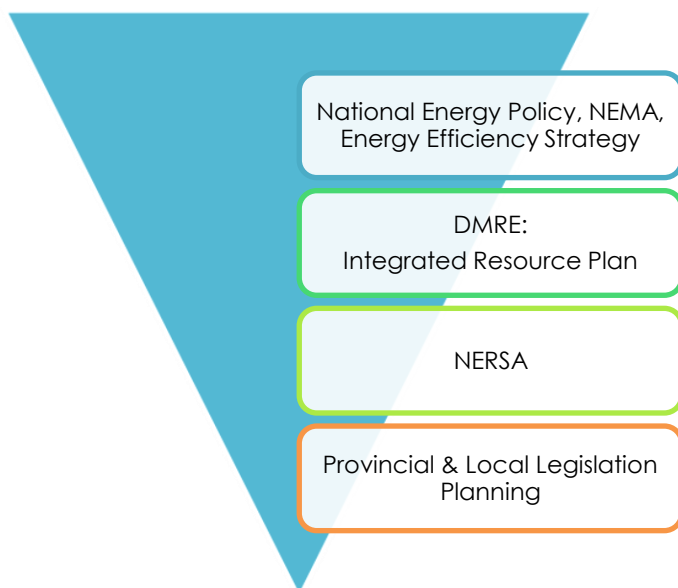 National Energy Policy, NEMA,
Energy Efficiency Strategy
DMRE:
Integrated Resource Plan
NERSA
Provincial & Local Legislation
Planning